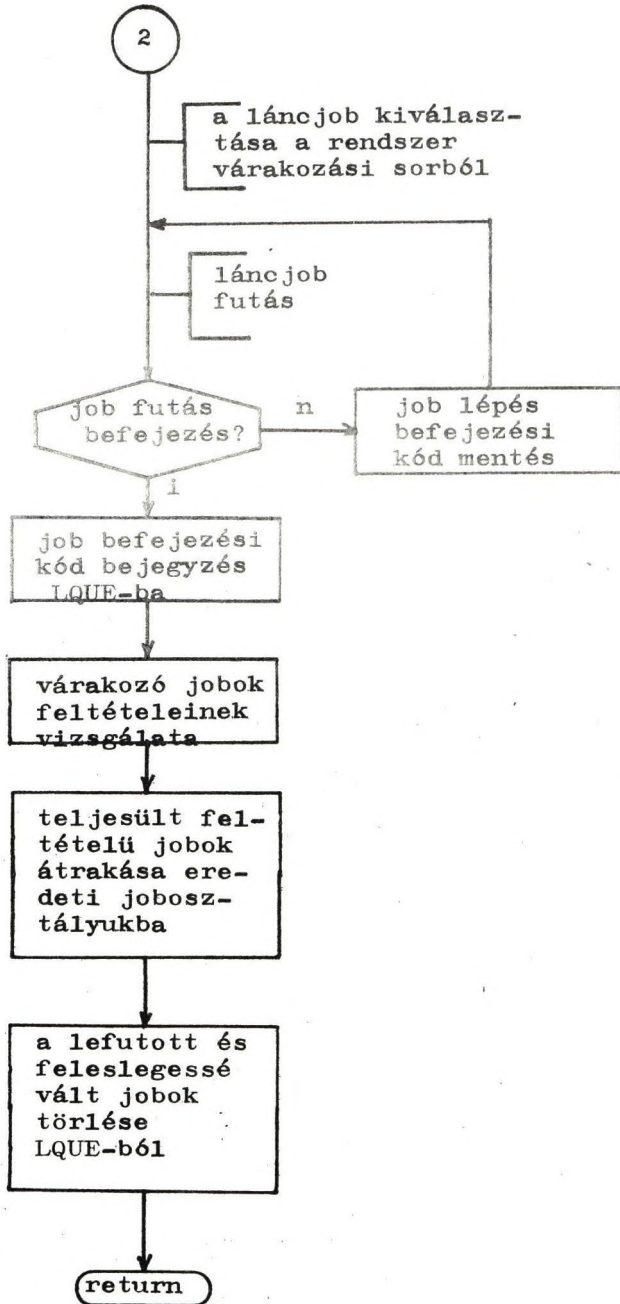 2
a láncjob kiválasz-
tása a rendszer
várakozási sorból
láncjob
futás
job futás
befejezés?
n
job lépés
befejezési
kód mentés
i
job befejezési
kód bejegyzés
LQUE-ba
várakozó jobok
feltételeinek
vizsgálata
teljesült fel-
tételü jobok
átrakása ere-
deti jobosz-
tályukba
a lefutott és
feleslegessé
vált jobok
törlése
LQUE-ból
return